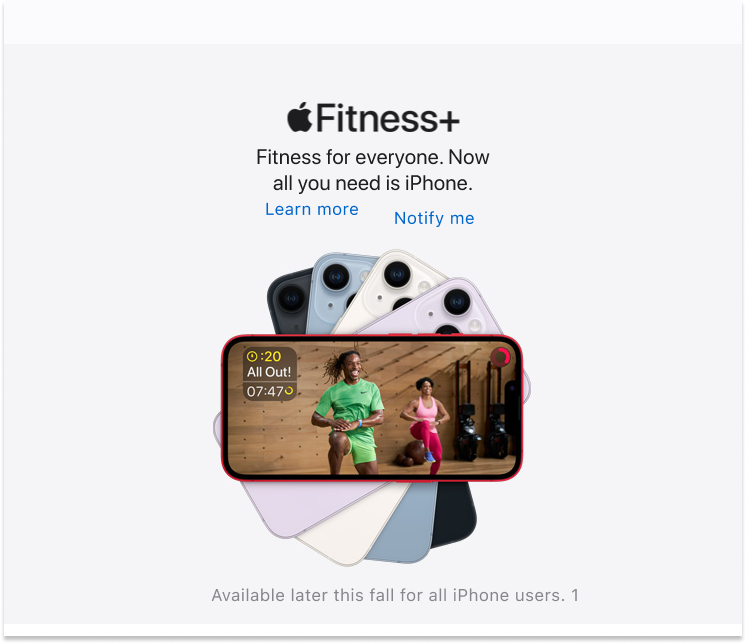 Fitness+
Fitness for everyone. Now
all you need is iPhone.
Learn more
Notify me
:20
All Out!
07:47
Available later this fall for all iPhone users. 1